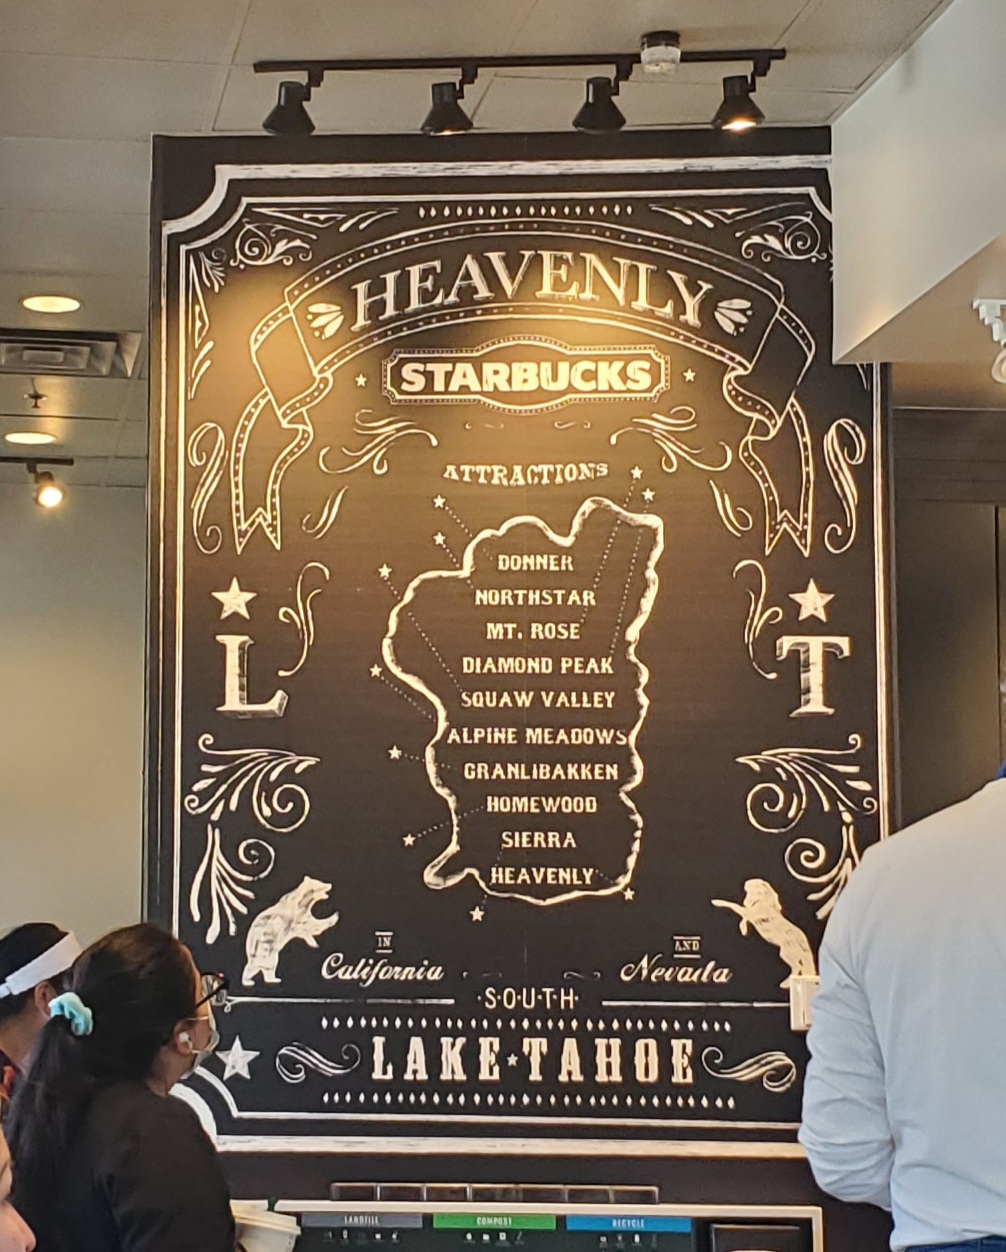 HEAVENLY
STARBUCKS
ATTRACTIONS
DONNER
NORTHSTAR
MT. ROSE
DIAMOND PEAK
SQUAW VALLEY
ALPINE MEADOWS
GRANLIBAKKEN
HOMEWOOD
SIERRA
HEAVENLY
L T
IN AND
California Nevada
·S·O·U·T·H·
LAKE TAHOE
LANDFILL COMPOST RECYCLE